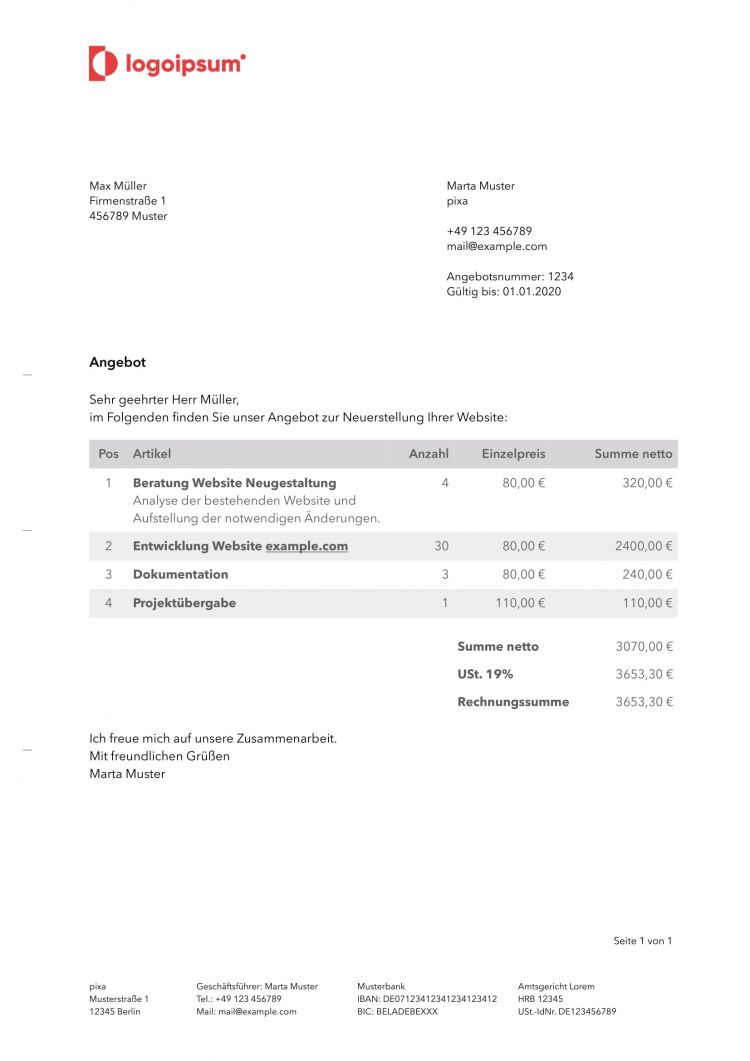 logoipsum
Max Müller
Firmenstraße 1
456789 Muster
Marta Muster
pixa
+49 123 456789
mail@example.com
Angebotsnummer: 1234
Gültig bis: 01.01.2020
Angebot
Sehr geehrter Herr Müller,
im Folgenden finden Sie unser Angebot zur Neuerstellung Ihrer Website:
Pos Artikel Anzahl Einzelpreis Summe netto
1 Beratung Website Neugestaltung 4 80,00 € 320,00 €
Analyse der bestehenden Website und
Aufstellung der notwendigen Änderungen.
2 Entwicklung Website example.com 30 80,00 € 2400,00 €
3 Dokumentation 3 80,00 € 240,00 €
4 Projektübergabe 1 110,00 € 110,00 €
Summe netto 3070,00 €
USt. 19% 3653,30 €
Rechnungssumme 3653,30 €
Ich freue mich auf unsere Zusammenarbeit.
Mit freundlichen Grüßen
Marta Muster
Seite 1 von 1
pixa
Musterstraße 1
12345 Berlin
Geschäftsführer: Marta Muster
Tel.: +49 123 456789
Mail: mail@example.com
Musterbank
IBAN: DE07123412341234123412
BIC: BELADEBEXXX
Amtsgericht Lorem
HRB 12345
USt.-IdNr. DE123456789